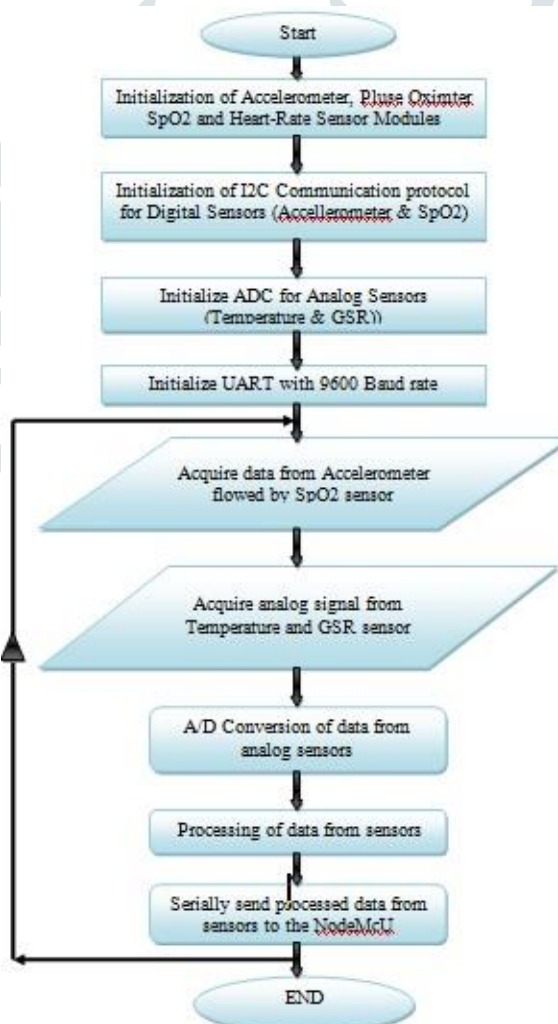 Start
Initialization of Accelerometer, Pluse Oximter
SpO2 and Heart-Rate Sensor Modules
Initialization of I2C Communication protocol
for Digital Sensors (Accellerometer & SpO2)
Initialize ADC for Analog Sensors
(Temperature & GSR))
Initialize UART with 9600 Baud rate
Acquire data from Accelerometer
flowed by SpO2 sensor
Acquire analog signal from
Temperature and GSR sensor
A/D Conversion of data from
analog sensors
Processing of data from sensors
Serially send processed data from
sensors to the NodeMcU
END